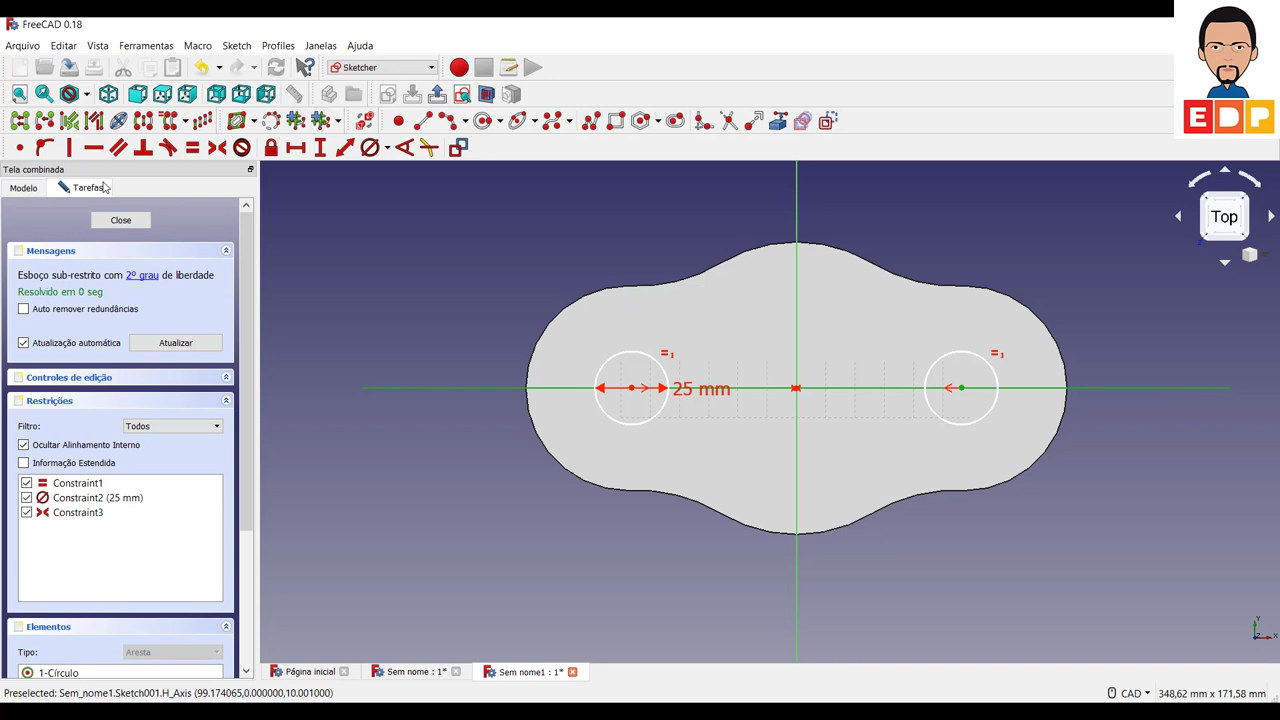 FreeCAD 0.18
Arquivo Editar Vista Ferramentas Macro Sketch Profiles Janelas Ajuda
Sketcher
EDP
Tela combinada
Modelo Tarefas
Close
Top
Mensagens
Esboço sub-restrito com 2º grau de liberdade
Resolvido em 0 seg
Auto remover redundâncias
Atualização automática Atualizar
Controles de edição
Restrições
Filtro: Todos
Ocultar Alinhamento Interno
Informação Estendida
Constraint1
Constraint2 (25 mm)
Constraint3
25 mm
Elementos
Tipo: Aresta
1-Círculo
Página inicial Sem nome : 1* Sem nome1 : 1*
Preselected: Sem_nome1.Sketch001.H_Axis (99.174065,0.000000,10.001000)
CAD 348,62 mm x 171,58 mm